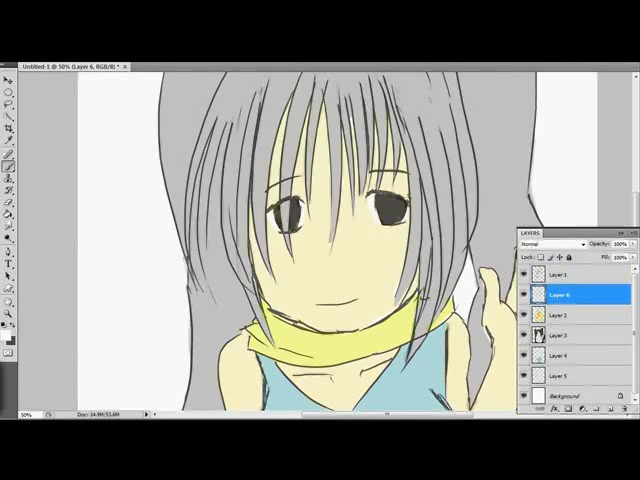 Untitled-1 @ 50% (Layer 6, RGB/8) * ×
LAYERS
Normal Opacity: 100%
Lock: Fill: 100%
Layer 1
Layer 6
Layer 2
Layer 3
Layer 4
Layer 5
Background
50% Doc: 14.9M/53.6M